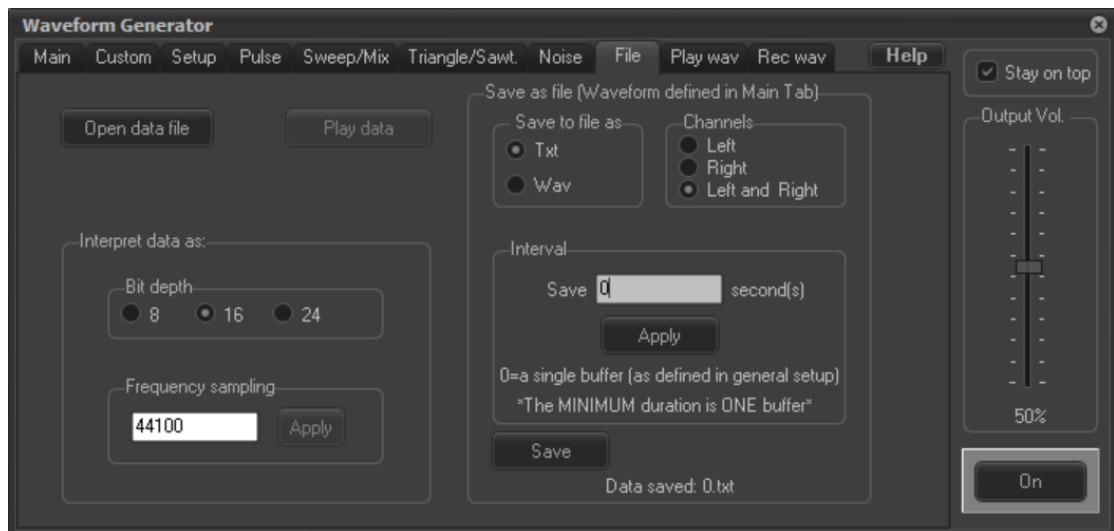 Waveform Generator
Main Custom Setup Pulse Sweep/Mix Triangle/Sawt. Noise File Play wav Rec wav Help
Stay on top
Open data file
Play data
Save as file (Waveform defined in Main Tab)
Save to file as
Txt
Wav
Channels
Left
Right
Left and Right
Output Vol.
50%
On
Interpret data as:
Bit depth
8 16 24
Frequency sampling
44100 Apply
Interval
Save 0 second(s)
Apply
0=a single buffer (as defined in general setup)
*The MINIMUM duration is ONE buffer*
Save
Data saved: 0.txt